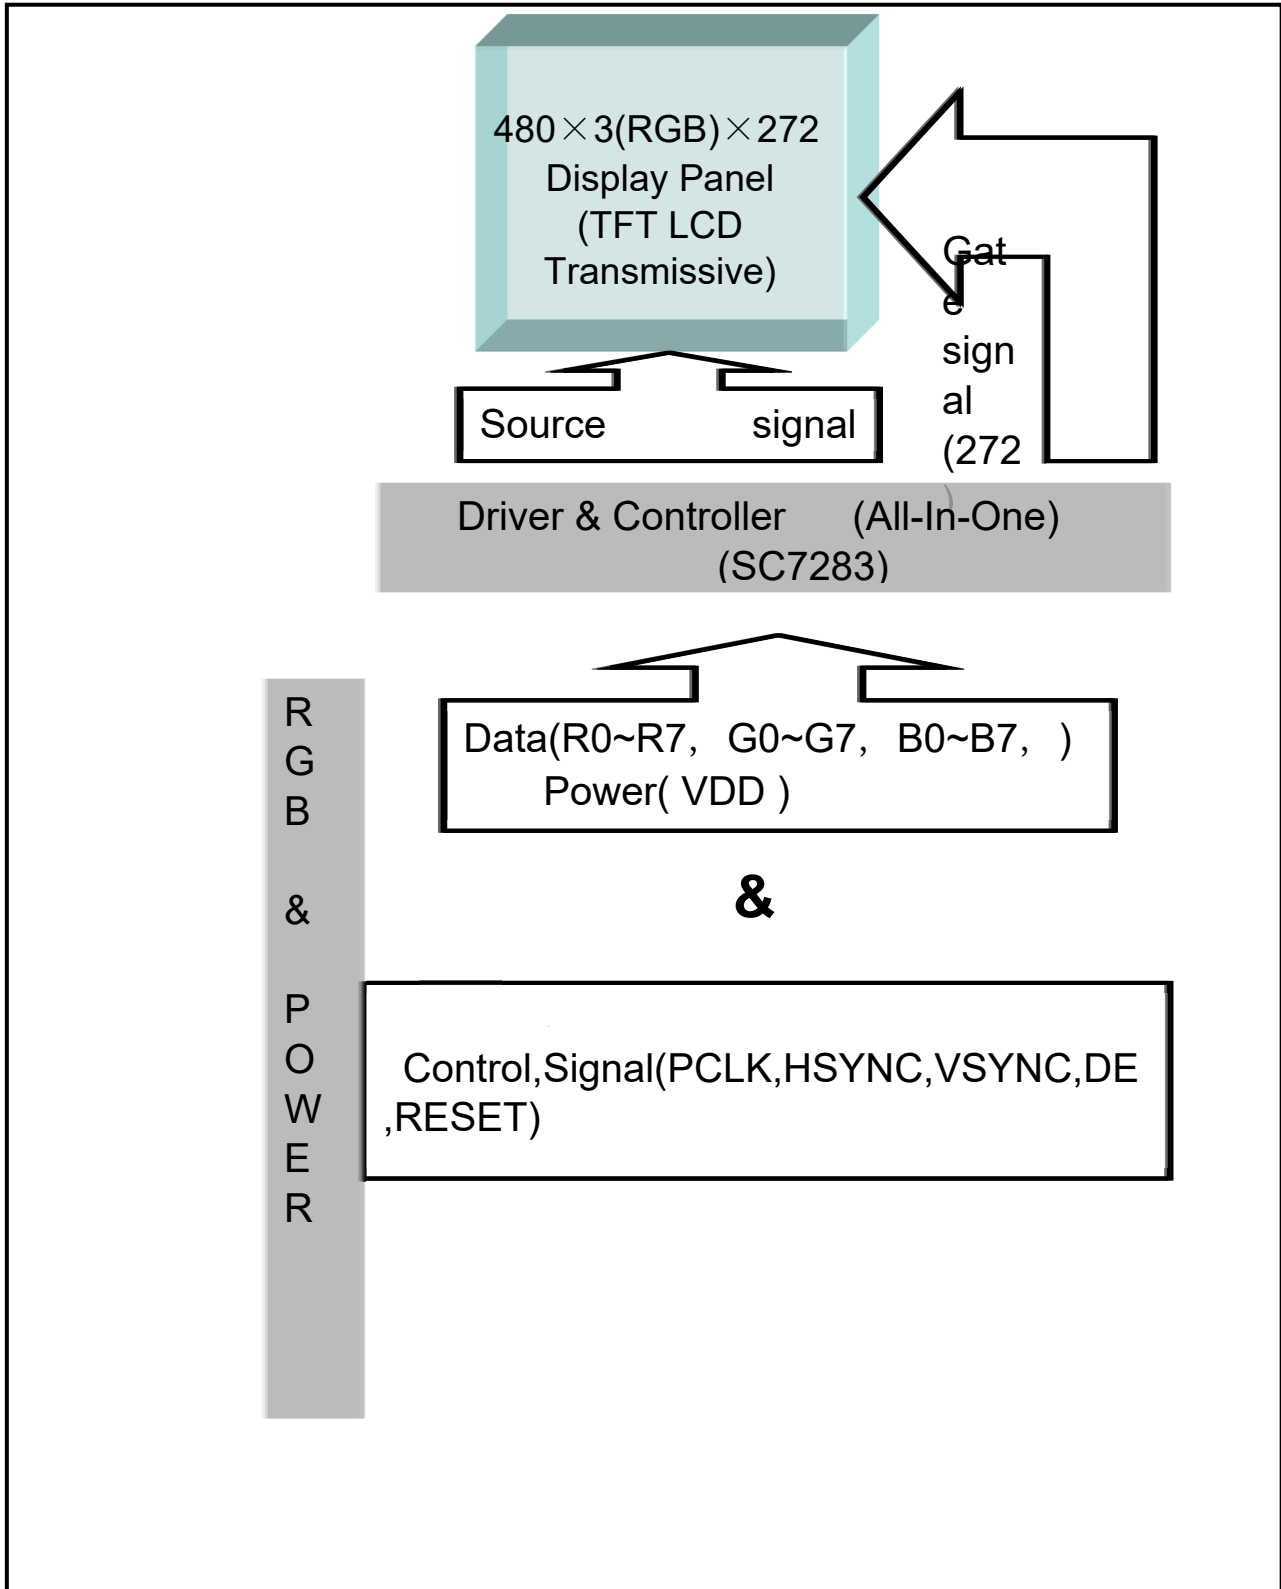 480×3(RGB)×272
Display Panel
(TFT LCD
Transmissive)
Gat
e
sign
al
(272
)
Source signal
Driver & Controller (All-In-One)
(SC7283)
R
G
B
&
P
O
W
E
R
Data(R0~R7, G0~G7, B0~B7, )
Power( VDD )
&
Control,Signal(PCLK,HSYNC,VSYNC,DE
,RESET)